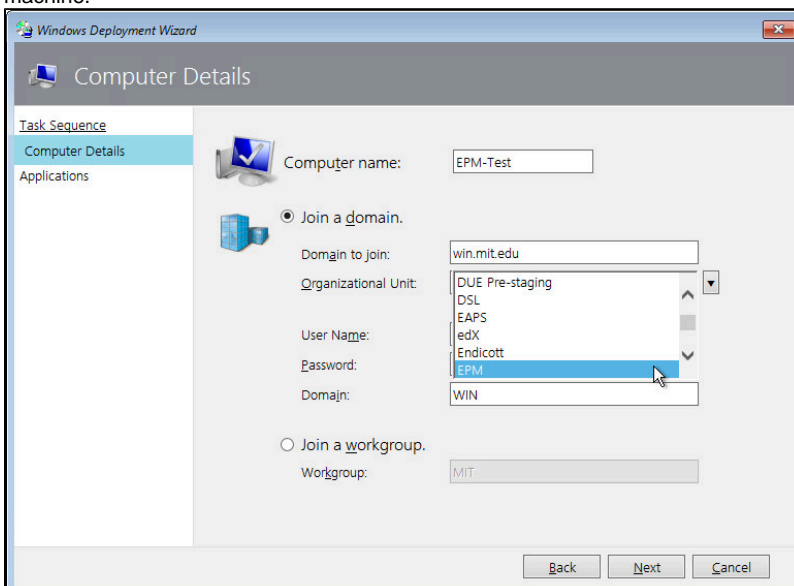 machine.
Windows Deployment Wizard
Computer Details
Task Sequence
Computer Details
Applications
Computer name:
EPM-Test
Join a domain.
Domain to join:
win.mit.edu
Organizational Unit:
DUE Pre-staging
DSL
EAPS
edX
Endicott
EPM
User Name:
Password:
Domain:
WIN
Join a workgroup.
Workgroup:
MIT
Back
Next
Cancel